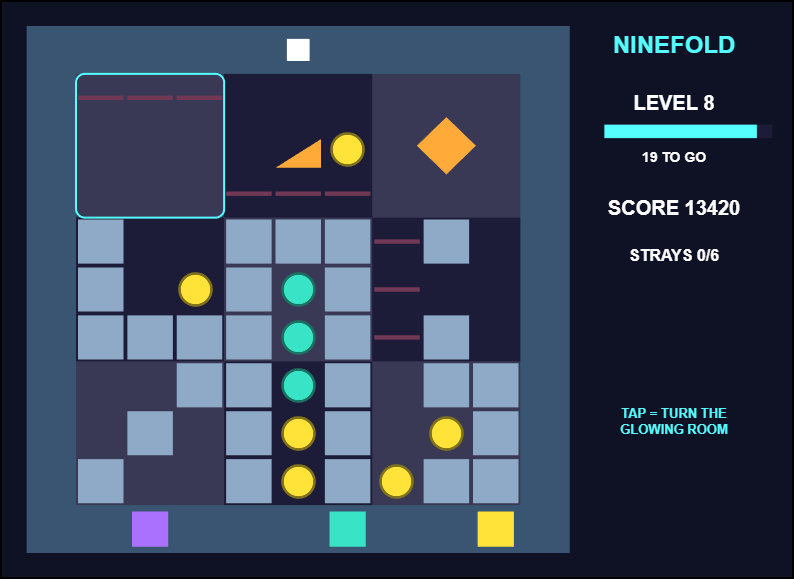 NINEFOLD
LEVEL 8
19 TO GO
SCORE 13420
STRAYS 0/6
TAP = TURN THE
GLOWING ROOM